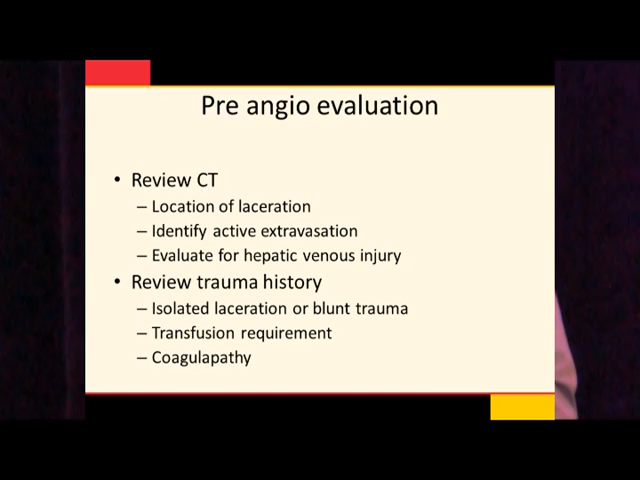 Pre angio evaluation
• Review CT
– Location of laceration
– Identify active extravasation
– Evaluate for hepatic venous injury
• Review trauma history
– Isolated laceration or blunt trauma
– Transfusion requirement
– Coagulapathy